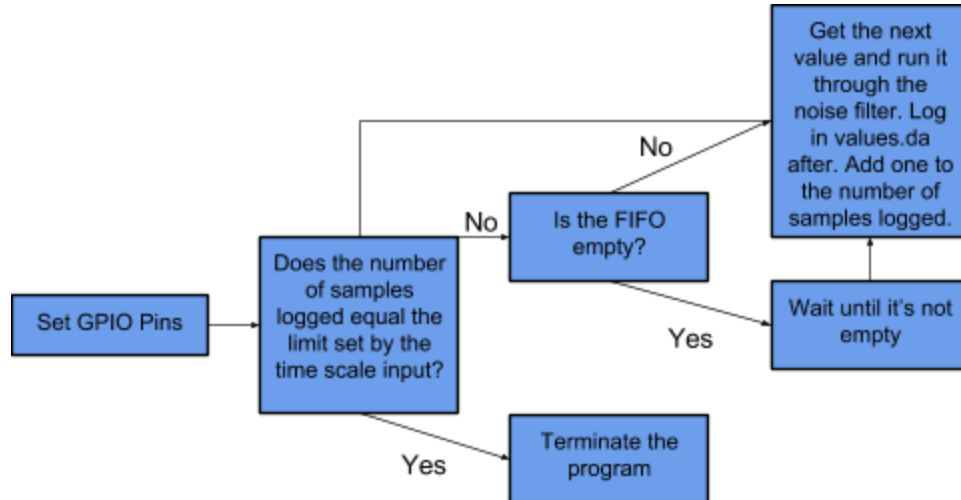 Set GPIO Pins
Does the number
of samples
logged equal the
limit set by the
time scale input?
No
Yes
Is the FIFO
empty?
No
Yes
Terminate the
program
Get the next
value and run it
through the
noise filter. Log
in values.da
after. Add one to
the number of
samples logged.
Wait until it's not
empty